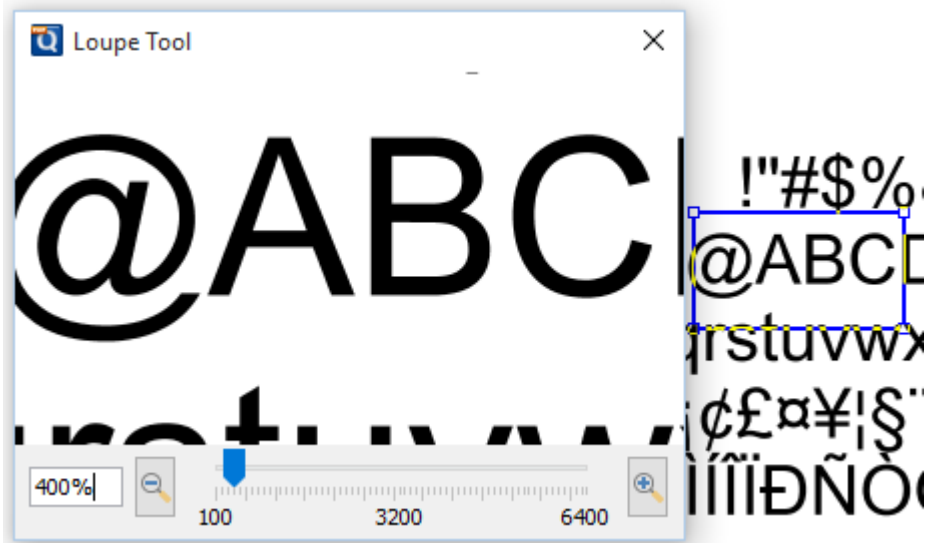 Loupe Tool
@ABC
rstuvw
400%
100 3200 6400
!"#$%
@ABCD
qrstuvwx
¡¢£¤¥¦§¨
ÌÍÎÏÐÑÒÓ